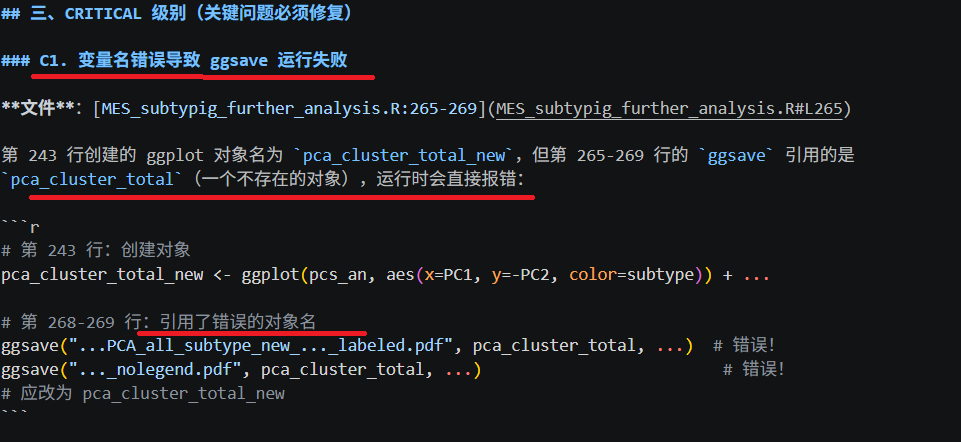 ## 三、CRITICAL 级别（关键问题必须修复）
### C1. 变量名错误导致 ggsave 运行失败
**文件**：[MES_subtypig_further_analysis.R:265-269](MES_subtypig_further_analysis.R#L265)
第 243 行创建的 ggplot 对象名为 `pca_cluster_total_new`，但第 265-269 行的 `ggsave` 引用的是
`pca_cluster_total`（一个不存在的对象），运行时会直接报错：
```r
# 第 243 行：创建对象
pca_cluster_total_new <- ggplot(pcs_an, aes(x=PC1, y=-PC2, color=subtype)) + ...
# 第 268-269 行：引用了错误的对象名
ggsave("...PCA_all_subtype_new_..._labeled.pdf", pca_cluster_total, ...)  # 错误！
ggsave("..._nolegend.pdf", pca_cluster_total, ...)                        # 错误！
# 应改为 pca_cluster_total_new
```